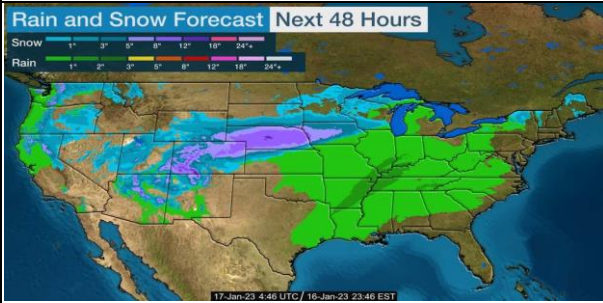 Rain and Snow Forecast Next 48 Hours
Snow 1" 3" 5" 8" 12" 18" 24"+
Rain 1" 2" 3" 5" 8" 12" 18" 24"+
17-Jan-23 4:46 UTC/ 16-Jan-23 23:46 EST